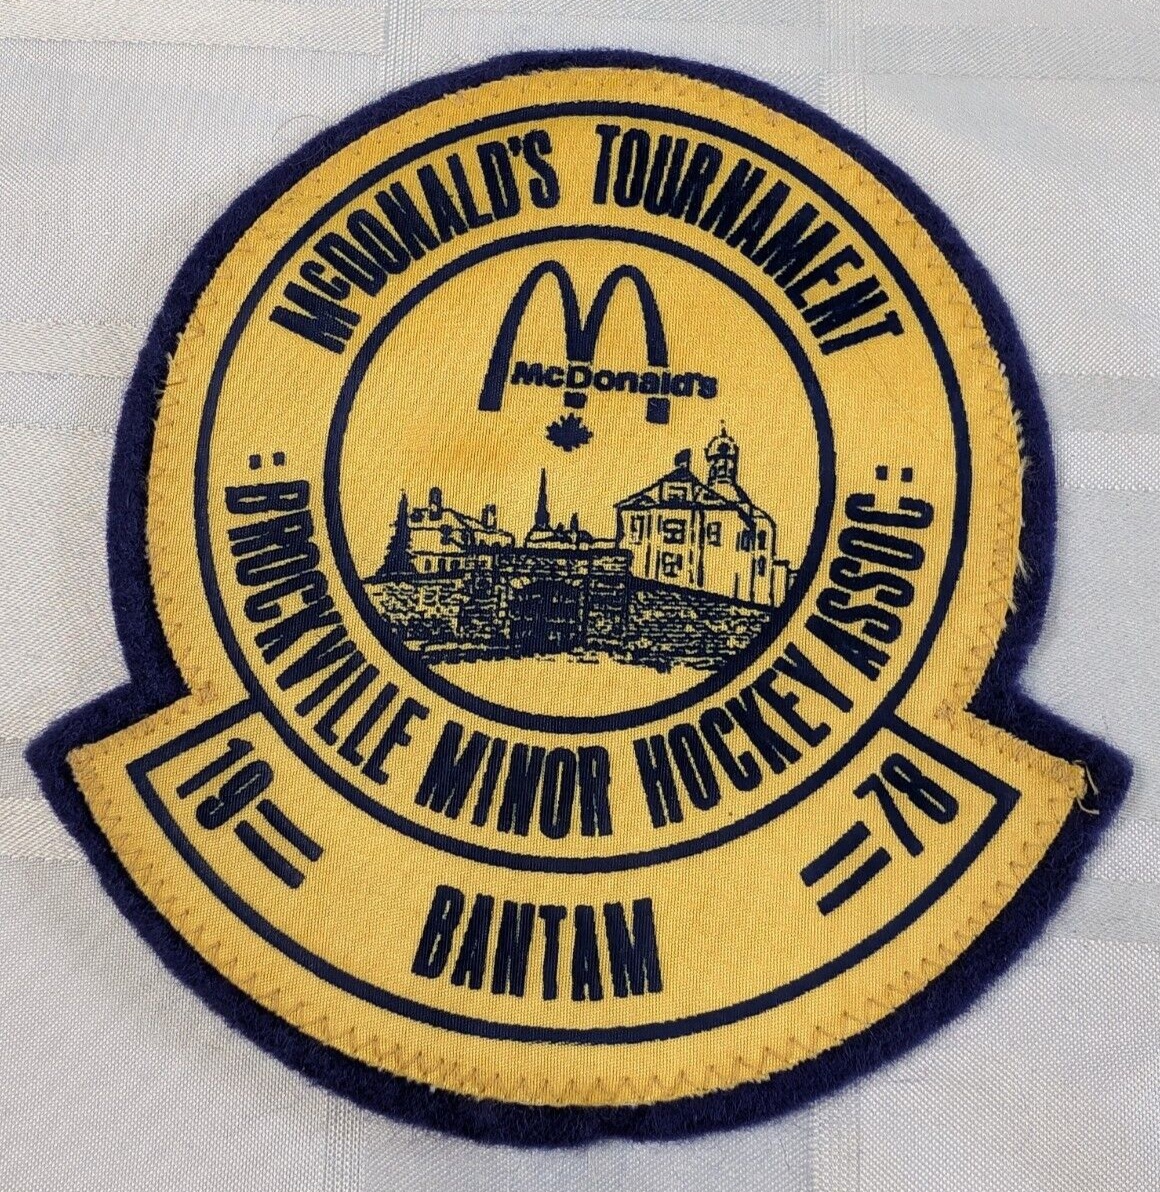 McDONALD'S TOURNAMENT
McDonald's
: BROCKVILLE MINOR HOCKEY ASSOC :
19 = = 78
BANTAM